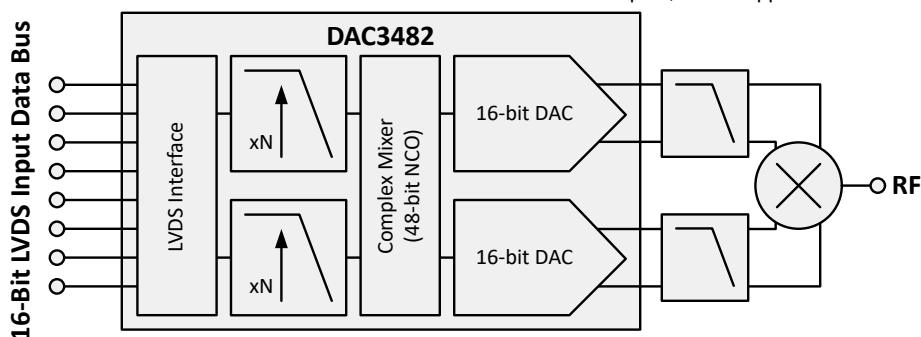 DAC3482
16-Bit LVDS Input Data Bus
LVDS Interface
xN
xN
Complex Mixer
(48-bit NCO)
16-bit DAC
16-bit DAC
RF